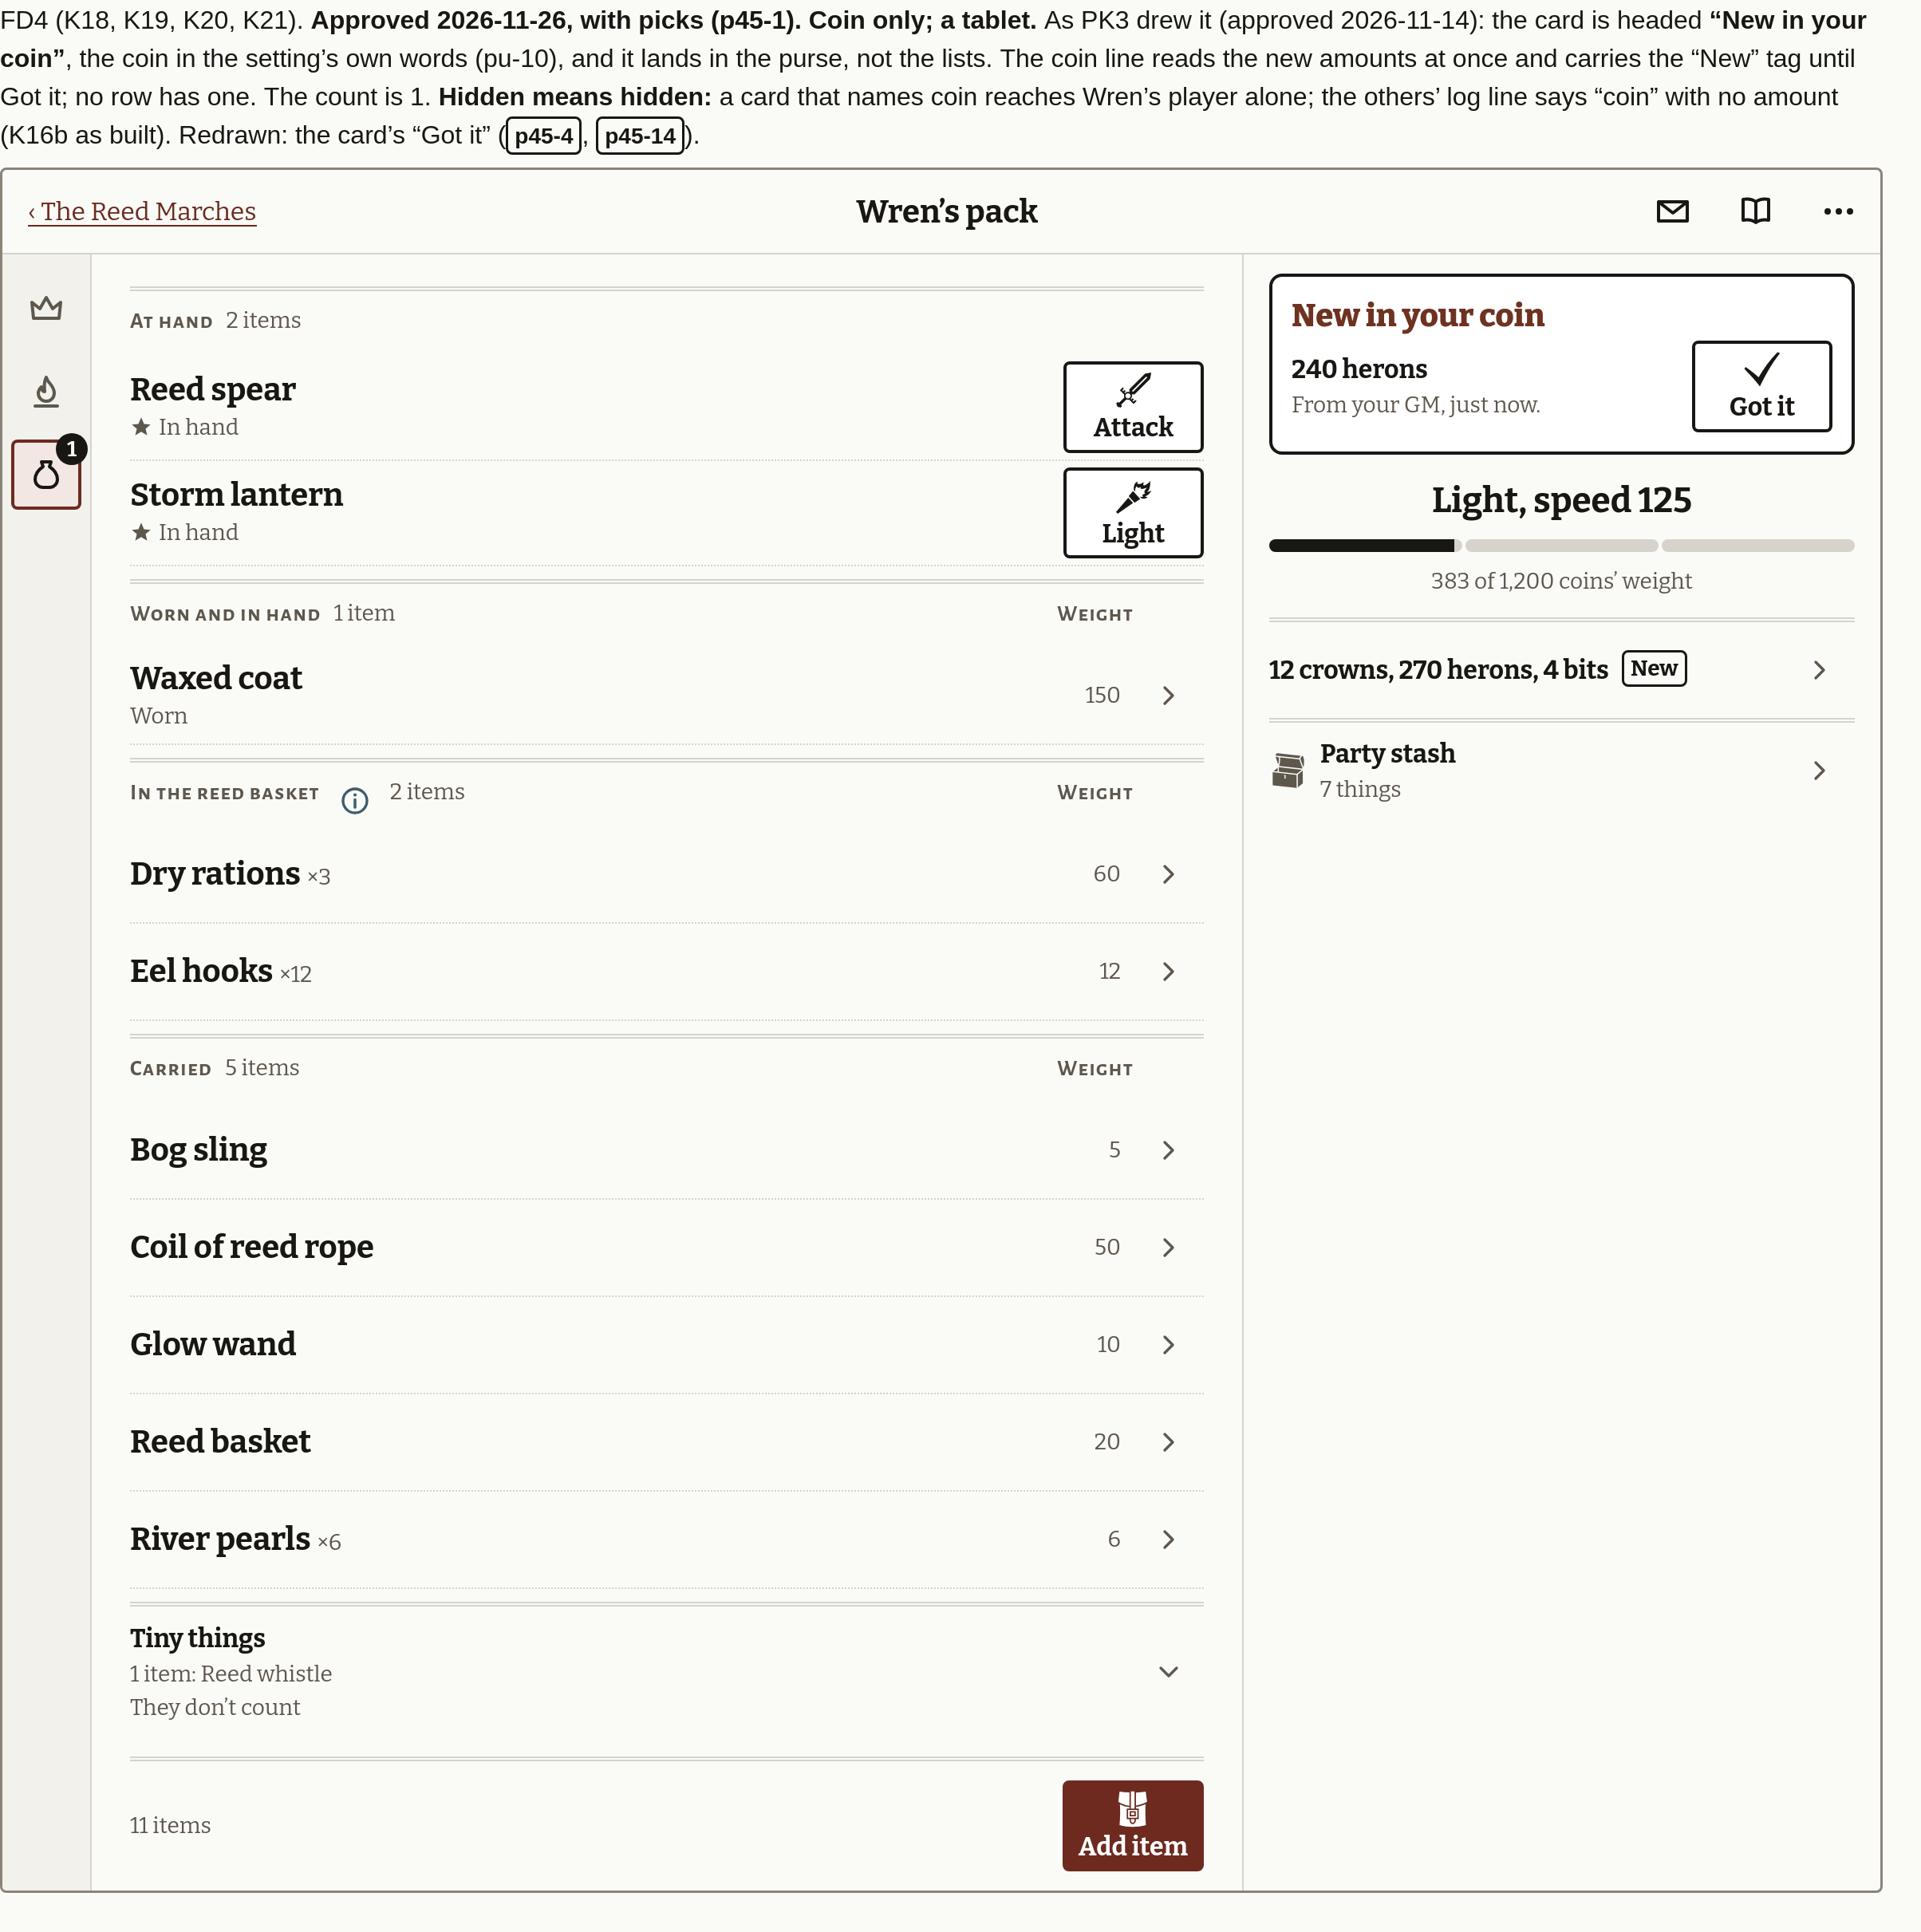 FD4 (K18, K19, K20, K21). Approved 2026-11-26, with picks (p45-1). Coin only; a tablet. As PK3 drew it (approved 2026-11-14): the card is headed “New in your
coin”, the coin in the setting’s own words (pu-10), and it lands in the purse, not the lists. The coin line reads the new amounts at once and carries the “New” tag until
Got it; no row has one. The count is 1. Hidden means hidden: a card that names coin reaches Wren’s player alone; the others’ log line says “coin” with no amount
(K16b as built). Redrawn: the card’s “Got it” (p45-4, p45-14).
‹ The Reed Marches
Wren’s pack
1
At hand 2 items
Reed spear
In hand
Attack
Storm lantern
In hand
Light
Worn and in hand 1 item Weight
Waxed coat
Worn
150
In the reed basket 2 items Weight
Dry rations ×3 60
Eel hooks ×12 12
Carried 5 items Weight
Bog sling 5
Coil of reed rope 50
Glow wand 10
Reed basket 20
River pearls ×6 6
Tiny things
1 item: Reed whistle
They don’t count
11 items
Add item
New in your coin
240 herons
From your GM, just now.
Got it
Light, speed 125
383 of 1,200 coins’ weight
12 crowns, 270 herons, 4 bits New
Party stash
7 things